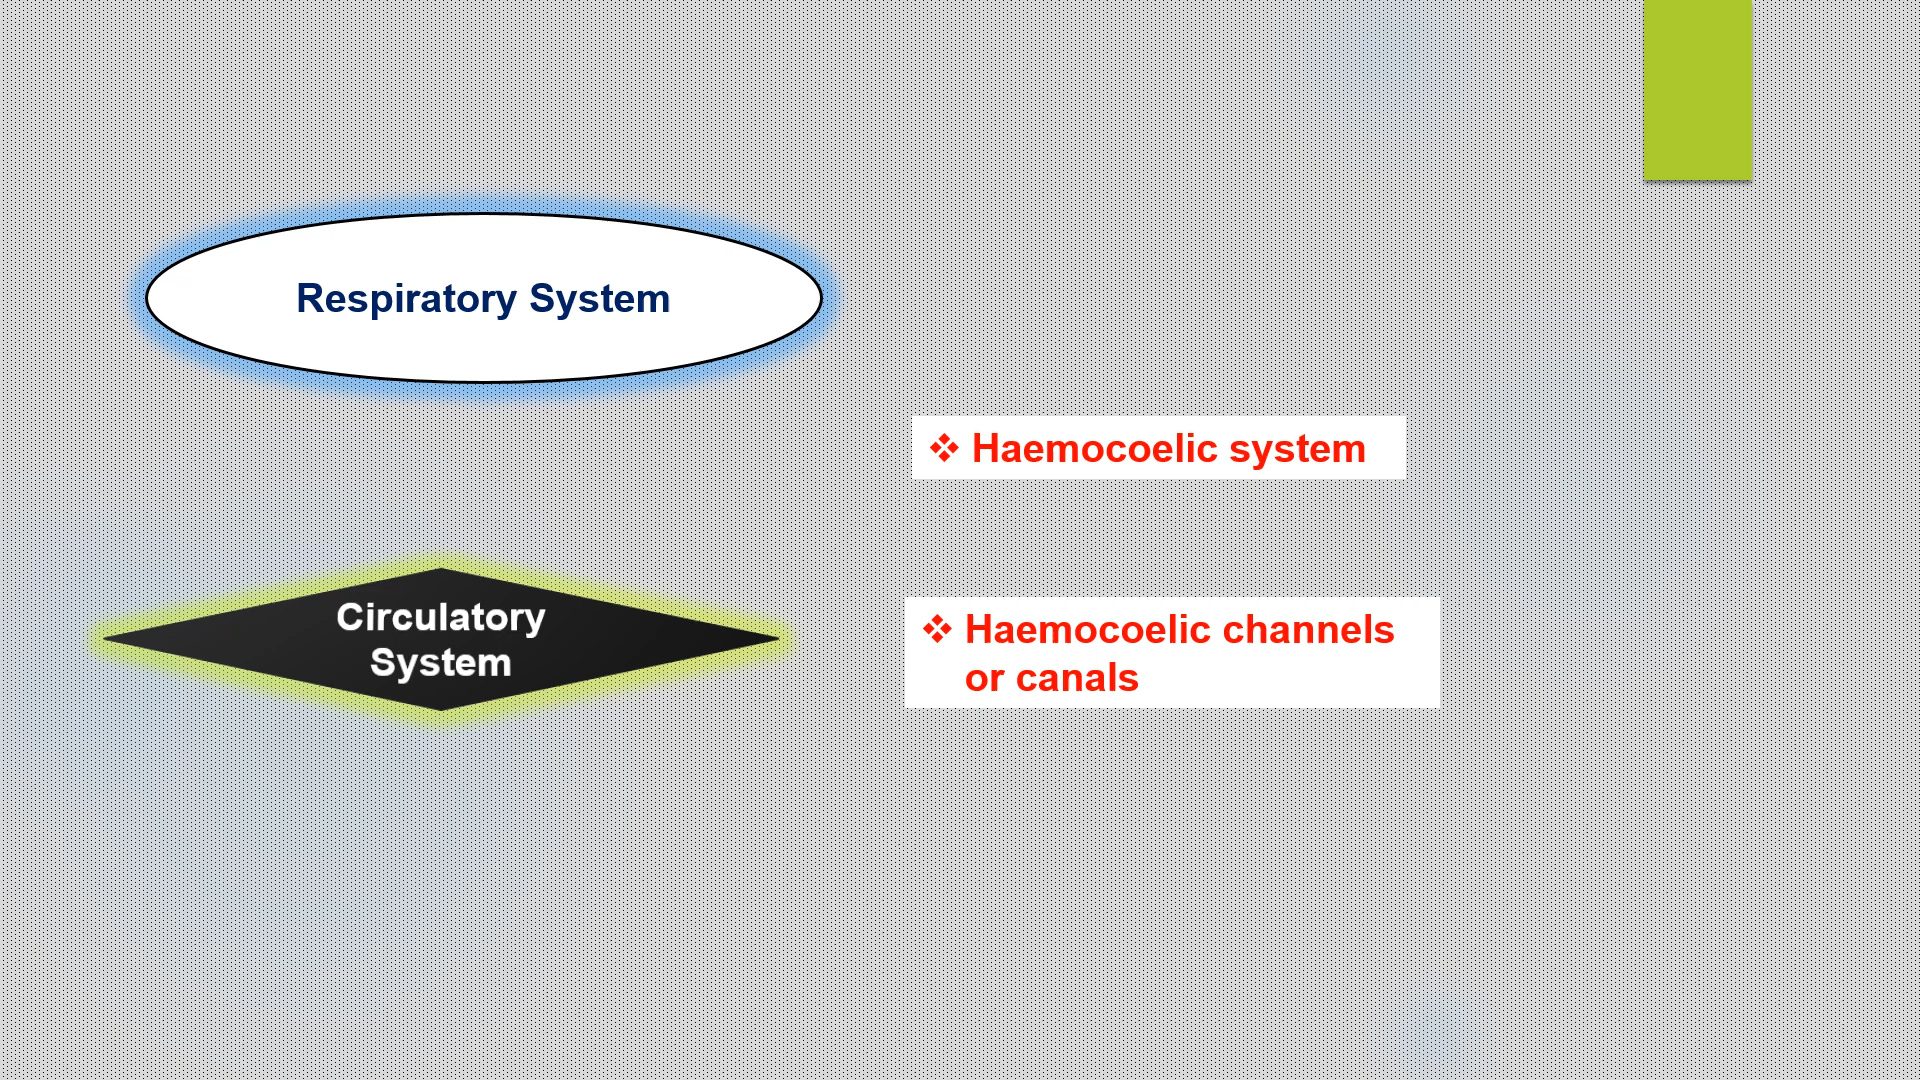 Respiratory System
❖ Haemocoelic system
Circulatory
System
❖ Haemocoelic channels
or canals